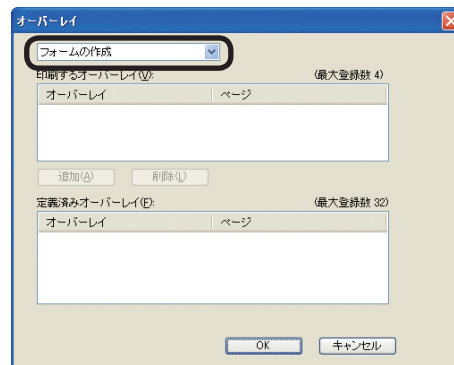 オーバーレイ
フォームの作成
印刷するオーバーレイ(V): (最大登録数 4)
オーバーレイ ページ
追加(A) 削除(L)
定義済みオーバーレイ(F): (最大登録数 32)
オーバーレイ ページ
OK キャンセル